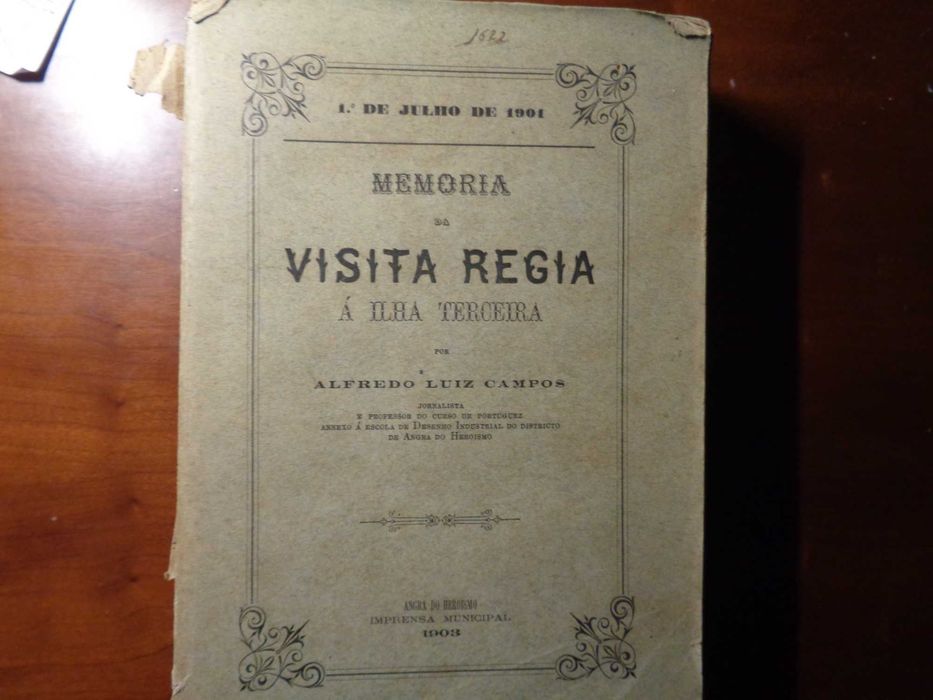 1622
1.º DE JULHO DE 1901
MEMORIA
DA
VISITA REGIA
Á ILHA TERCEIRA
POR
ALFREDO LUIZ CAMPOS
JORNALISTA
E PROFESSOR DO CURSO DE PORTUGUEZ
ANNEXO Á ESCOLA DE DESENHO INDUSTRIAL DO DISTRICTO
DE ANGRA DO HEROISMO
ANGRA DO HEROISMO
IMPRENSA MUNICIPAL
1903